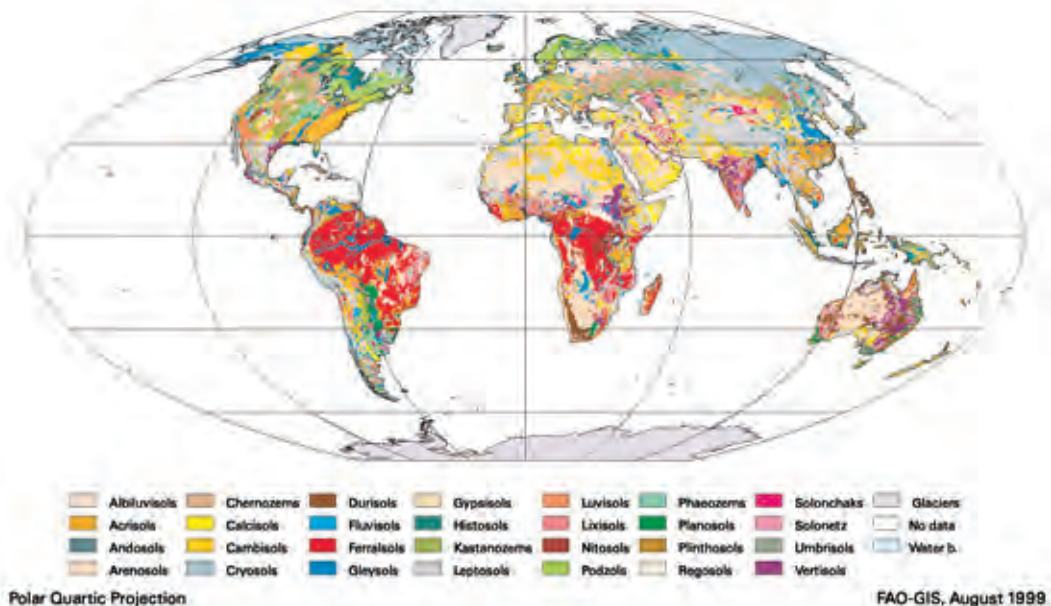 Albiluvisols Chernozems Durisols Gypsisols Luvisols Phaeozems Solonchaks Glaciers
Acrisols Calcisols Fluvisols Histosols Lixisols Planosols Solonetz No data
Andosols Cambisols Ferralsols Kastanozems Nitosols Plinthosols Umbrisols Water b.
Arenosols Cryosols Gleysols Leptosols Podzols Regosols Vertisols
Polar Quartic Projection FAO-GIS, August 1999